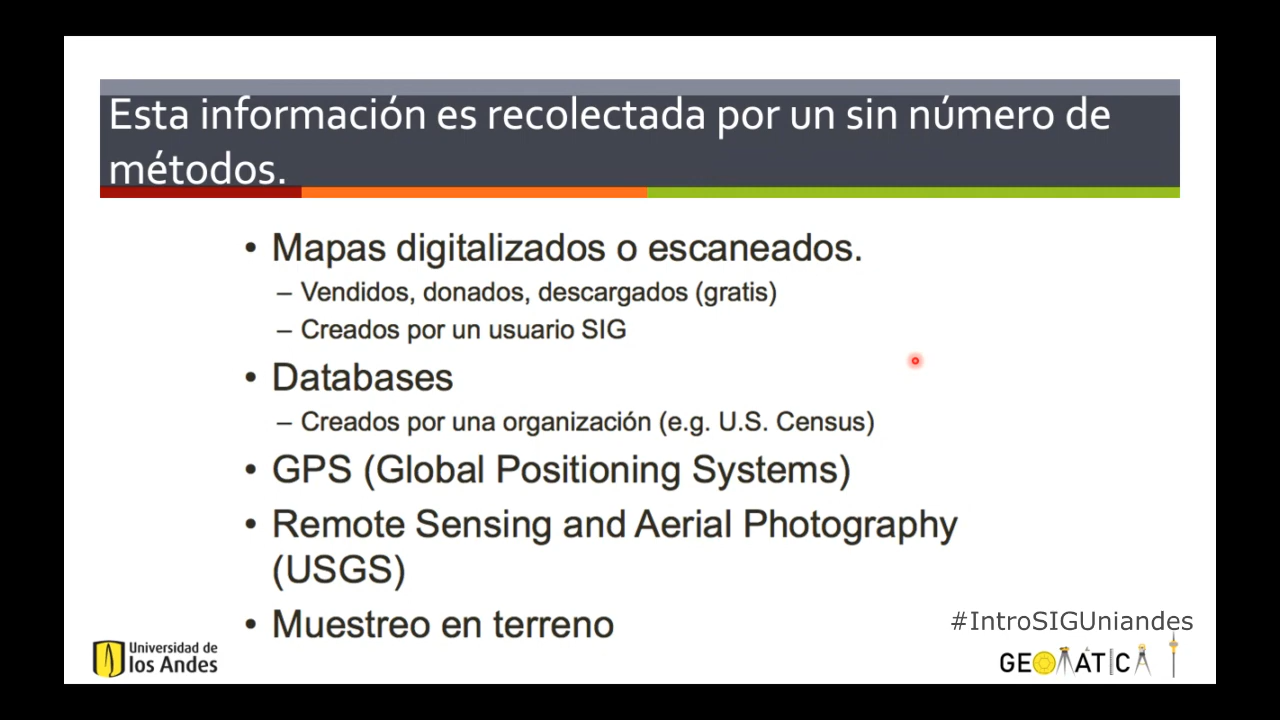 Esta información es recolectada por un sin número de
métodos.
• Mapas digitalizados o escaneados.
– Vendidos, donados, descargados (gratis)
– Creados por un usuario SIG
• Databases
– Creados por una organización (e.g. U.S. Census)
• GPS (Global Positioning Systems)
• Remote Sensing and Aerial Photography
(USGS)
• Muestreo en terreno
#IntroSIGUniandes
Universidad de
los Andes
GEOMÁTICA